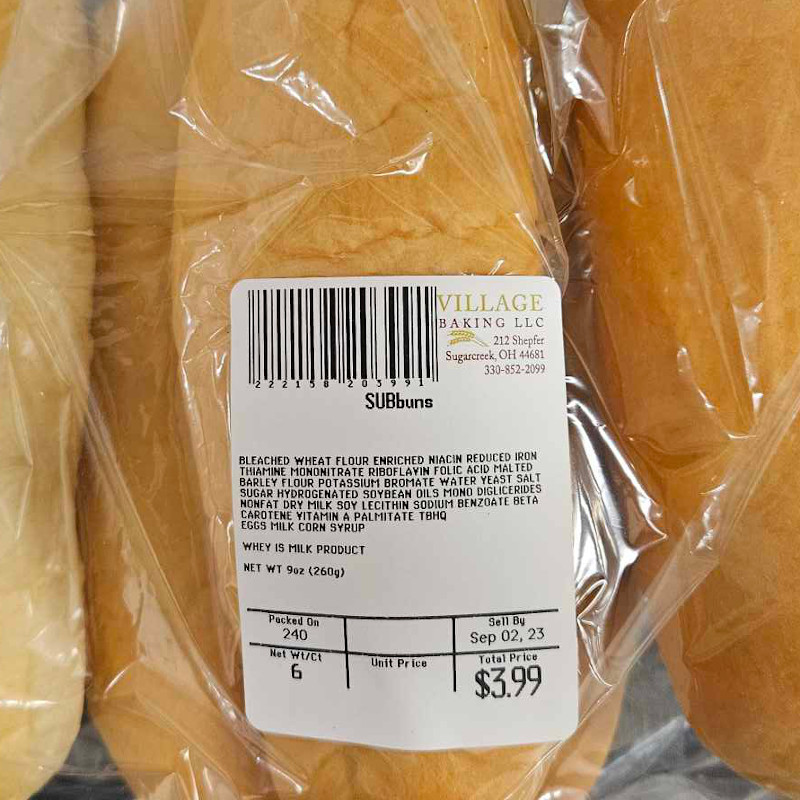 VILLAGE
BAKING LLC
212 Shepfer
Sugarcreek, OH 44681
330-852-2099
2 22158 20399 1
SUBbuns
BLEACHED WHEAT FLOUR ENRICHED NIACIN REDUCED IRON
THIAMINE MONONITRATE RIBOFLAVIN FOLIC ACID MALTED
BARLEY FLOUR POTASSIUM BROMATE WATER YEAST SALT
SUGAR HYDROGENATED SOYBEAN OILS MONO DIGLICERIDES
NONFAT DRY MILK SOY LECITHIN SODIUM BENZOATE BETA
CAROTENE VITAMIN A PALMITATE TBHQ
EGGS MILK CORN SYRUP
WHEY IS MILK PRODUCT
NET WT 9oz (260g)
Packed On
240
Sell By
Sep 02, 23
Net Wt/Ct
6
Unit Price
Total Price
$3.99